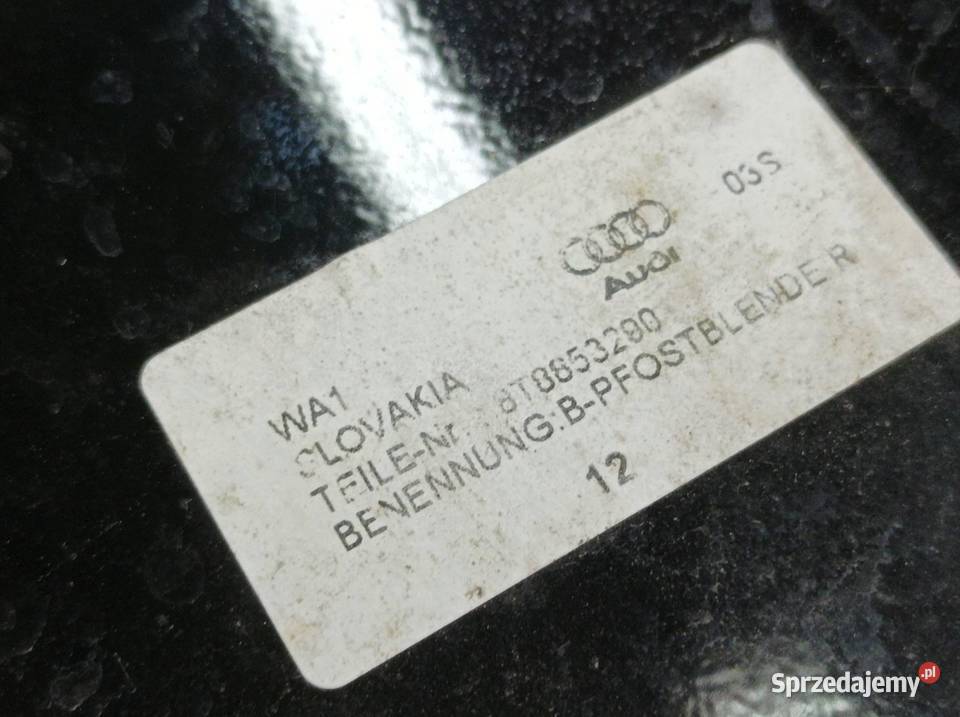 03S
Audi
WA1
SLOVAKIA
TEILE-Nr. 8T8853290
BENENNUNG:B-PFOSTBLENDE R
12
Sprzedajemy.pl